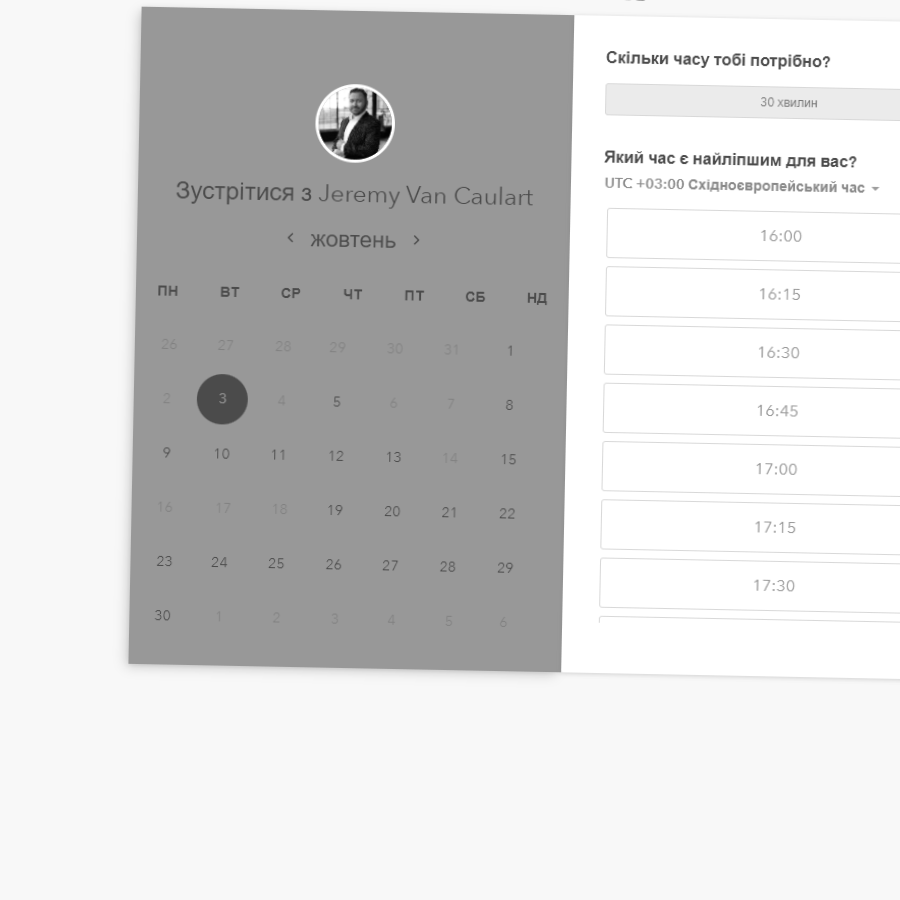 Зустрітися з Jeremy Van Caulart
жовтень
ПН ВТ СР ЧТ ПТ СБ НД
26 27 28 29 30 31 1
2 3 4 5 6 7 8
9 10 11 12 13 14 15
16 17 18 19 20 21 22
23 24 25 26 27 28 29
30 1 2 3 4 5 6
Скільки часу тобі потрібно?
30 хвилин
Який час є найліпшим для вас?
UTC +03:00 Східноєвропейський час
16:00
16:15
16:30
16:45
17:00
17:15
17:30